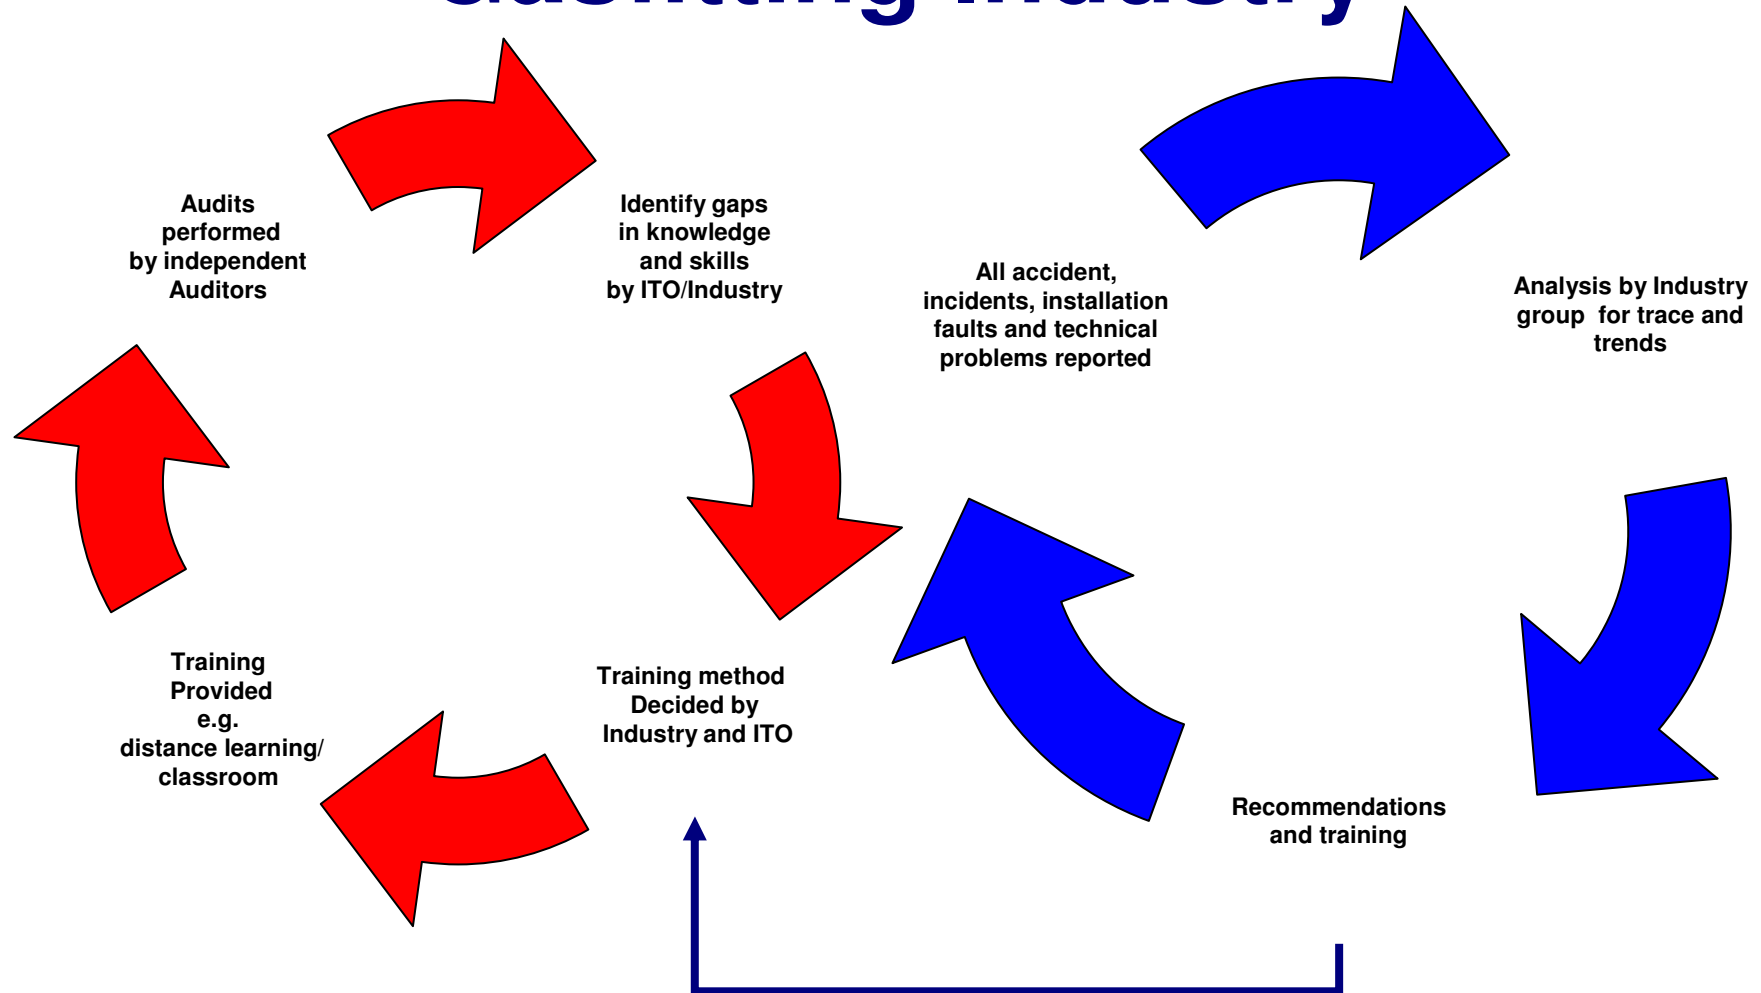 Gasfitting Industry
Audits
performed
by independent
Auditors
Identify gaps
in knowledge
and skills
by ITO/Industry
All accident,
incidents, installation
faults and technical
problems reported
Analysis by Industry
group for trace and
trends
Training
Provided
e.g.
distance learning/
classroom
Training method
Decided by
Industry and ITO
Recommendations
and training